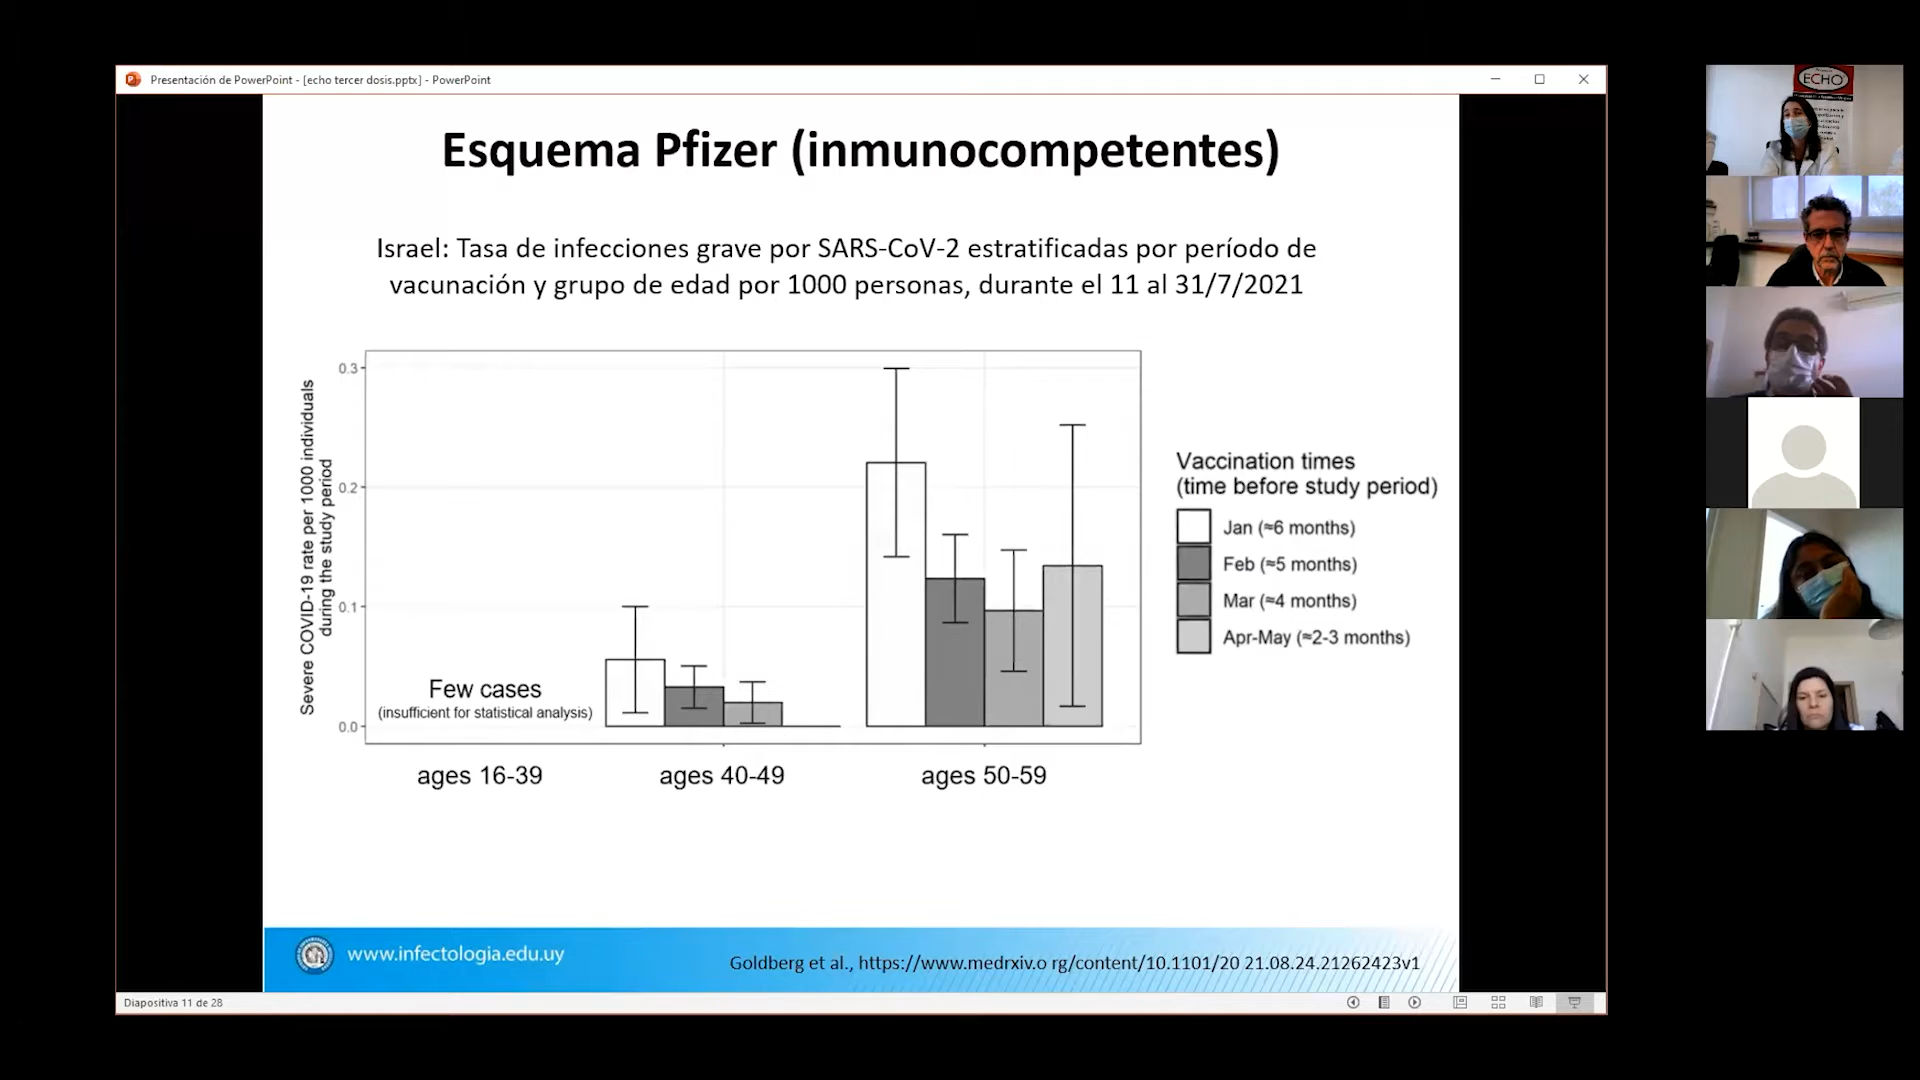 Presentación de PowerPoint - [echo tercer dosis.pptx] - PowerPoint
Esquema Pfizer (inmunocompetentes)
Israel: Tasa de infecciones grave por SARS-CoV-2 estratificadas por período de
vacunación y grupo de edad por 1000 personas, durante el 11 al 31/7/2021
Severe COVID-19 rate per 1000 individuals
during the study period
0.3
0.2
0.1
0.0
Few cases
(insufficient for statistical analysis)
ages 16-39
ages 40-49
ages 50-59
Vaccination times
(time before study period)
Jan (≈6 months)
Feb (≈5 months)
Mar (≈4 months)
Apr-May (≈2-3 months)
www.infectologia.edu.uy
Goldberg et al., https://www.medrxiv.o rg/content/10.1101/20 21.08.24.21262423v1
Diapositiva 11 de 28
ECHO